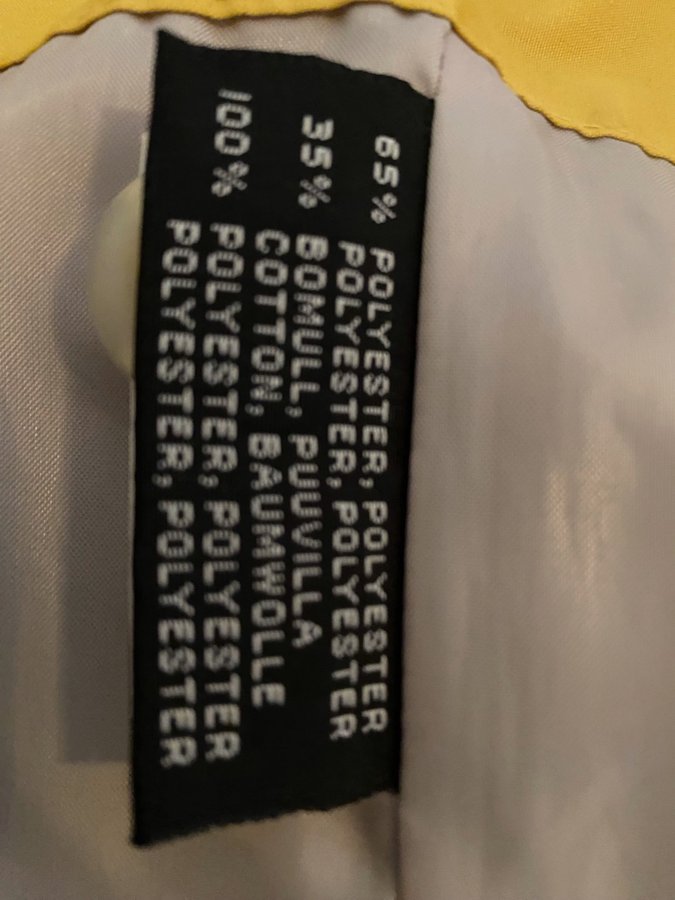 65% POLYESTER, POLYESTER
POLYESTER, POLYESTER
35% BOMULL, PUUVILLA
COTTON, BAUMWOLLE
100% POLYESTER, POLYESTER
POLYESTER, POLYESTER